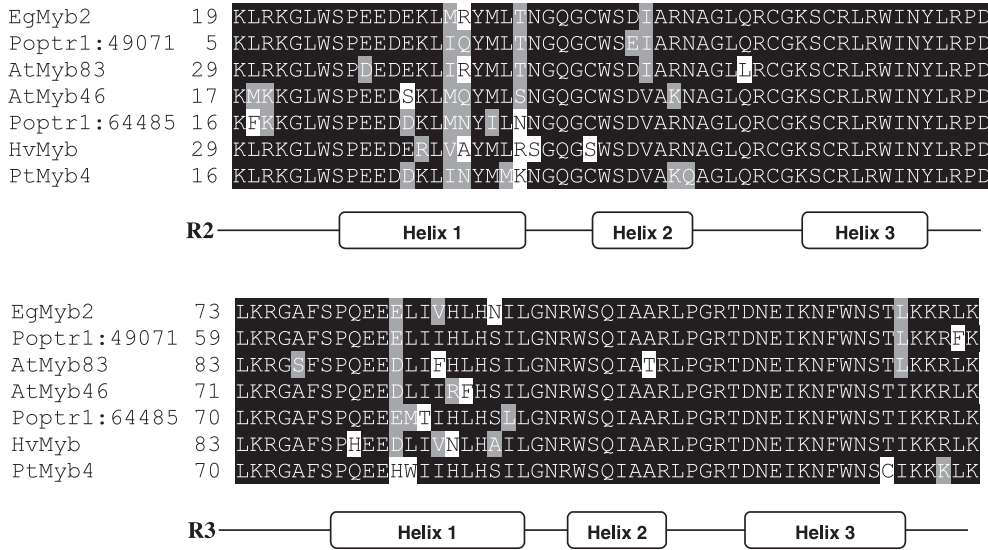 EgMyb2 19 KLRKGLWSPEEDEKLMRYMLTNGQGCWSDIARNAGLQRCGKSCRLRWINYLRPD
Poptr1:49071 5 KLRKGLWSPEEDEKLIQYMLTNGQGCWSEIARNAGLQRCGKSCRLRWINYLRPD
AtMyb83 29 KLRKGLWSPDEDEKLIRYMLTNGQGCWSDIARNAGLLRCGKSCRLRWINYLRPD
AtMyb46 17 KMKKGLWSPEEDSKLMQYMLSNGQGCWSDVAKNAGLQRCGKSCRLRWINYLRPD
Poptr1:64485 16 KFKKGLWSPEEDDKLMNYILNNGQGCWSDVARNAGLQRCGKSCRLRWINYLRPD
HvMyb 29 KLRKGLWSPEEDERLVAYMLRSGQGSWSDVARNAGLQRCGKSCRLRWINYLRPD
PtMyb4 16 KLRKGLWSPEEDDKLINYMMKNGQGCWSDVAKQAGLQRCGKSCRLRWINYLRPD
R2 Helix 1 Helix 2 Helix 3
EgMyb2 73 LKRGAFSPQEEELIVHLHNILGNRWSQIAARLPGRTDNEIKNFWNSTLKKRLK
Poptr1:49071 59 LKRGAFSPQEEELIIHLHSILGNRWSQIAARLPGRTDNEIKNFWNSTLKKRFK
AtMyb83 83 LKRGSFSPQEEDLIFHLHSILGNRWSQIATRLPGRTDNEIKNFWNSTLKKRLK
AtMyb46 71 LKRGAFSPQEEDLIIRFHSILGNRWSQIAARLPGRTDNEIKNFWNSTIKKRLK
Poptr1:64485 70 LKRGAFSPQEEEMTIHLHSLLGNRWSQIAARLPGRTDNEIKNFWNSTIKKRLK
HvMyb 83 LKRGAFSPHEEDLIVNLHAILGNRWSQIAARLPGRTDNEIKNFWNSTIKKRLK
PtMyb4 70 LKRGAFSPQEEHWIIHLHSILGNRWSQIAARLPGRTDNEIKNFWNSCIKKKLK
R3 Helix 1 Helix 2 Helix 3